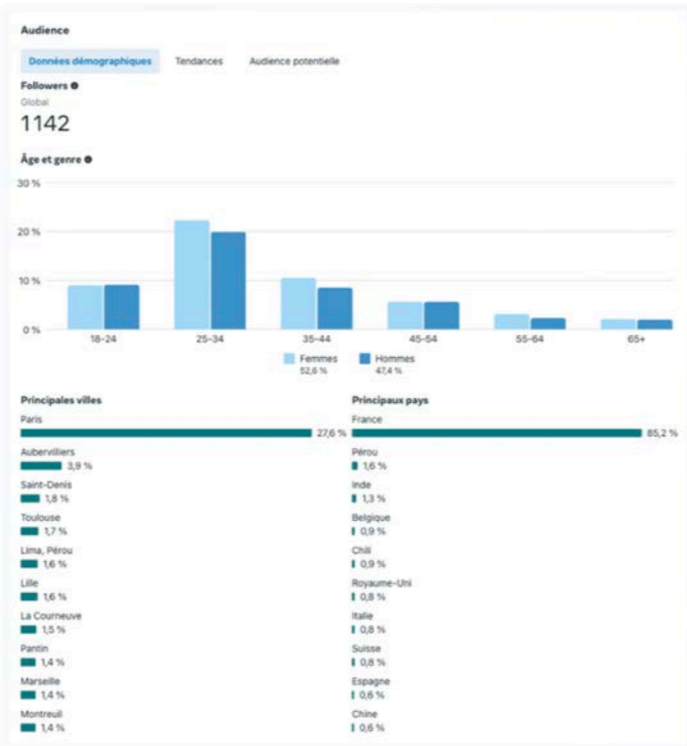 Audience
Données démographiques Tendances Audience potentielle
Followers
Global
1142
Âge et genre
30 %
20 %
10 %
0 %
18-24 25-34 35-44 45-54 55-64 65+
Femmes Hommes
52,6 % 47,4 %
Principales villes
Paris
27,6 %
Aubervilliers
3,9 %
Saint-Denis
1,8 %
Toulouse
1,7 %
Lima, Pérou
1,6 %
Lille
1,6 %
La Courneuve
1,5 %
Pantin
1,4 %
Marseille
1,4 %
Montreuil
1,4 %
Principaux pays
France
85,2 %
Pérou
1,6 %
Inde
1,3 %
Belgique
0,9 %
Chili
0,9 %
Royaume-Uni
0,8 %
Italie
0,8 %
Suisse
0,8 %
Espagne
0,6 %
Chine
0,6 %